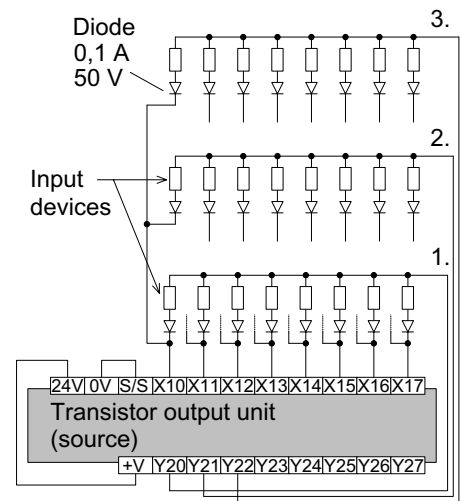 3.
Diode
0,1 A
50 V
2.
Input
devices
1.
24V 0V S/S X10 X11 X12 X13 X14 X15 X16 X17
Transistor output unit
(source)
+V Y20 Y21 Y22 Y23 Y24 Y25 Y26 Y27